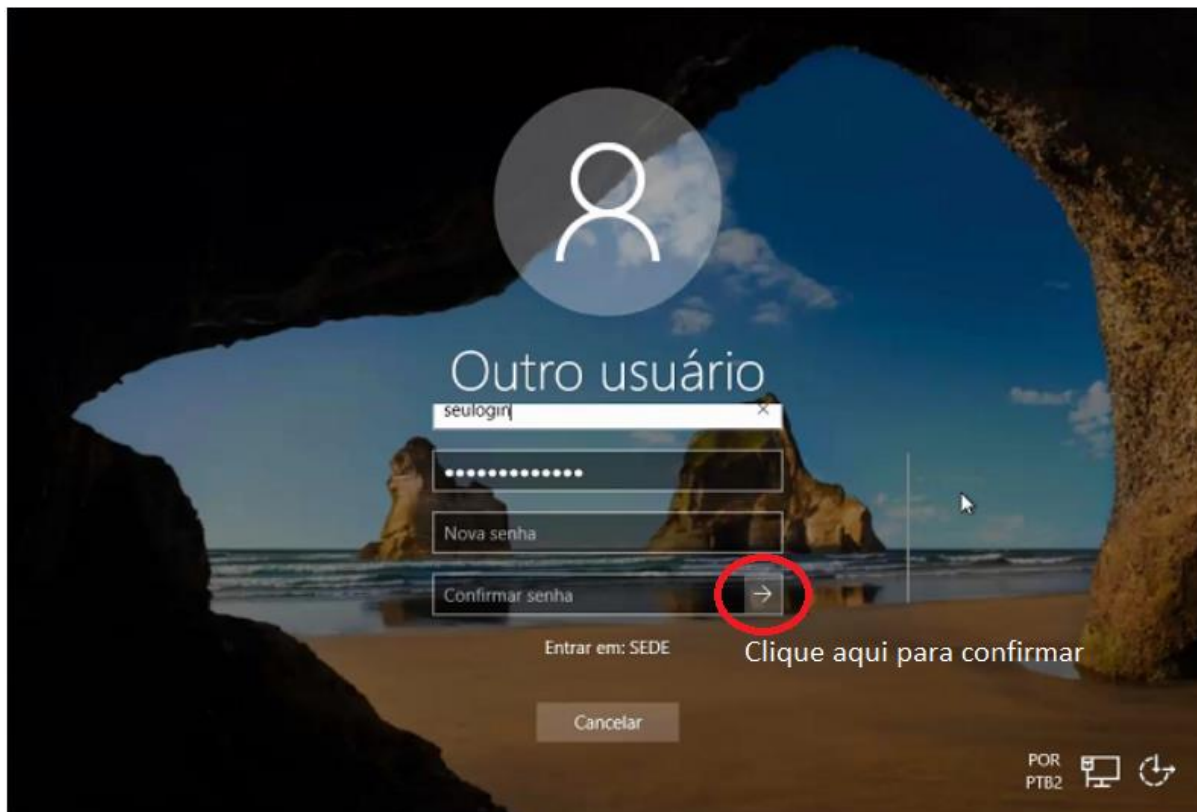 Outro usuário
seulogin
Nova senha
Confirmar senha
Entrar em: SEDE
Clique aqui para confirmar
Cancelar
POR
PTB2